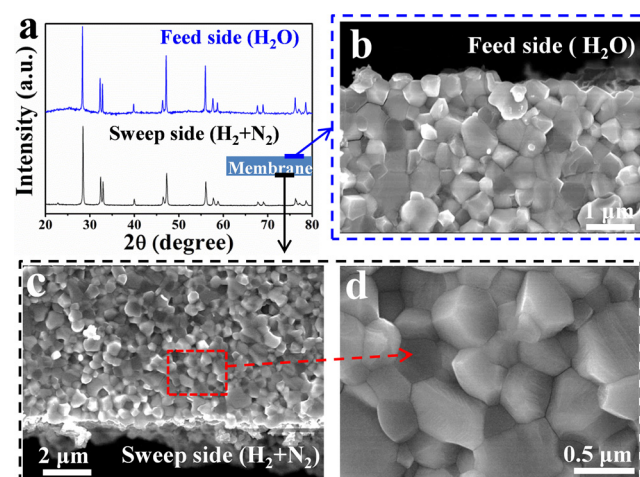 a
Feed side (H₂O)
Sweep side (H₂+N₂)
Membrane
Intensity (a.u.)
20 30 40 50 60 70 80
2θ (degree)
b
Feed side ( H₂O)
1 μm
c
2 μm
Sweep side (H₂+N₂)
d
0.5 μm